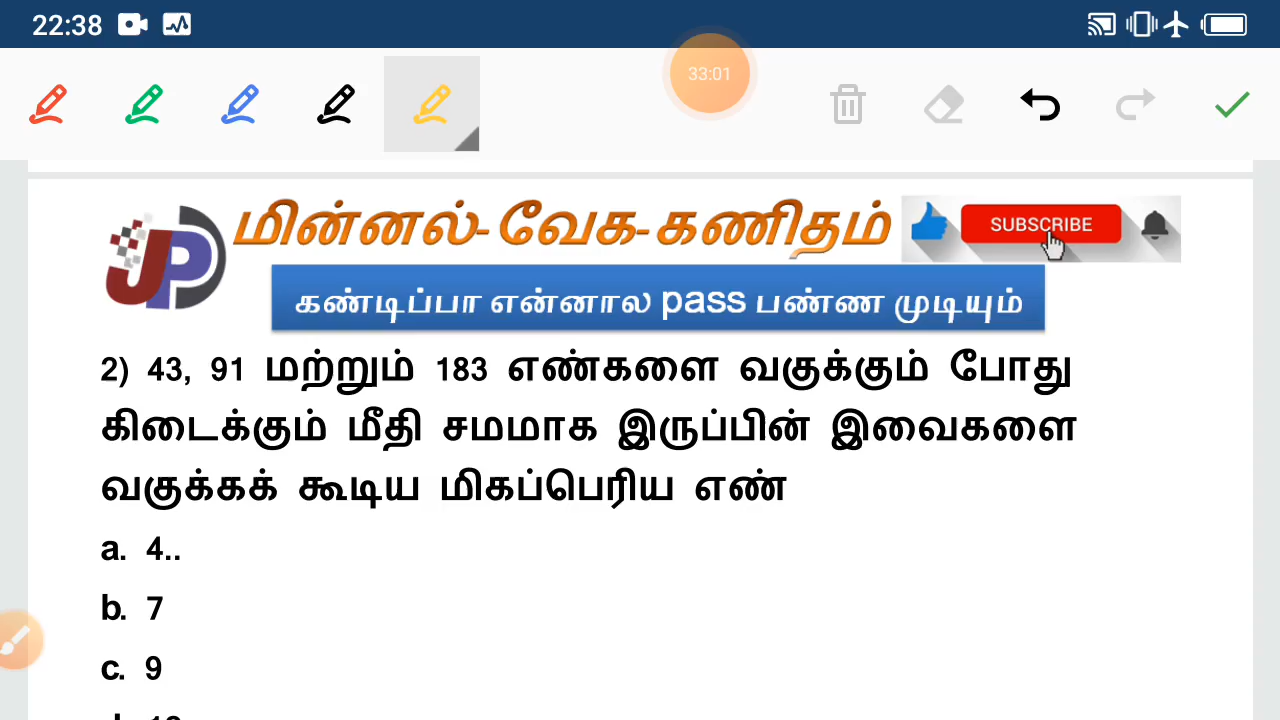 22:38
33:01
மின்னல்-வேக-கணிதம்
SUBSCRIBE
கண்டிப்பா என்னால pass பண்ண முடியும்
2) 43, 91 மற்றும் 183 எண்களை வகுக்கும் போது
கிடைக்கும் மீதி சமமாக இருப்பின் இவைகளை
வகுக்கக் கூடிய மிகப்பெரிய எண்
a. 4..
b. 7
c. 9